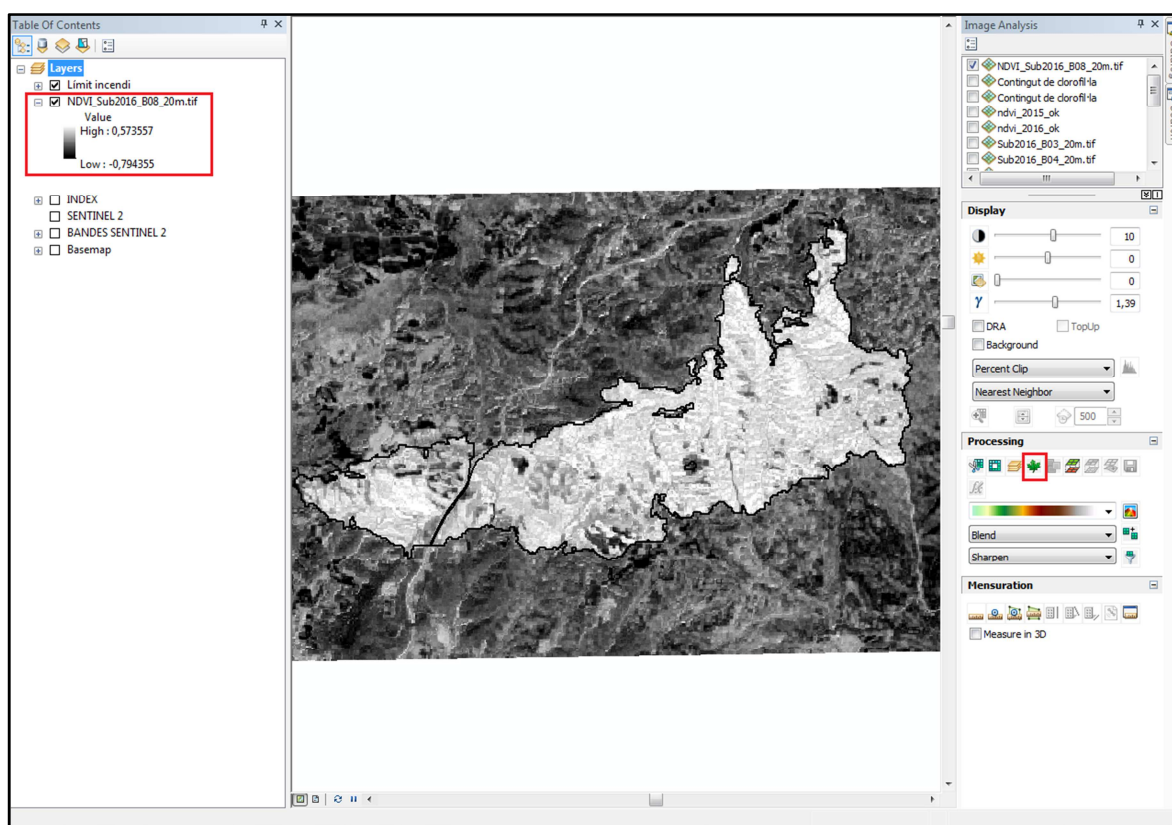 Table Of Contents
Layers
Límit incendi
NDVI_Sub2016_B08_20m.tif
Value
High : 0,573557
Low : -0,794355
INDEX
SENTINEL 2
BANDES SENTINEL 2
Basemap
Image Analysis
NDVI_Sub2016_B08_20m.tif
Contingut de clorofil·la
Contingut de clorofil·la
ndvi_2015_ok
ndvi_2016_ok
Sub2016_B03_20m.tif
Sub2016_B04_20m.tif
Display
10
0
0
γ
1,39
DRA
TopUp
Background
Percent Clip
Nearest Neighbor
500
Processing
Blend
Sharpen
Mensuration
Measure in 3D